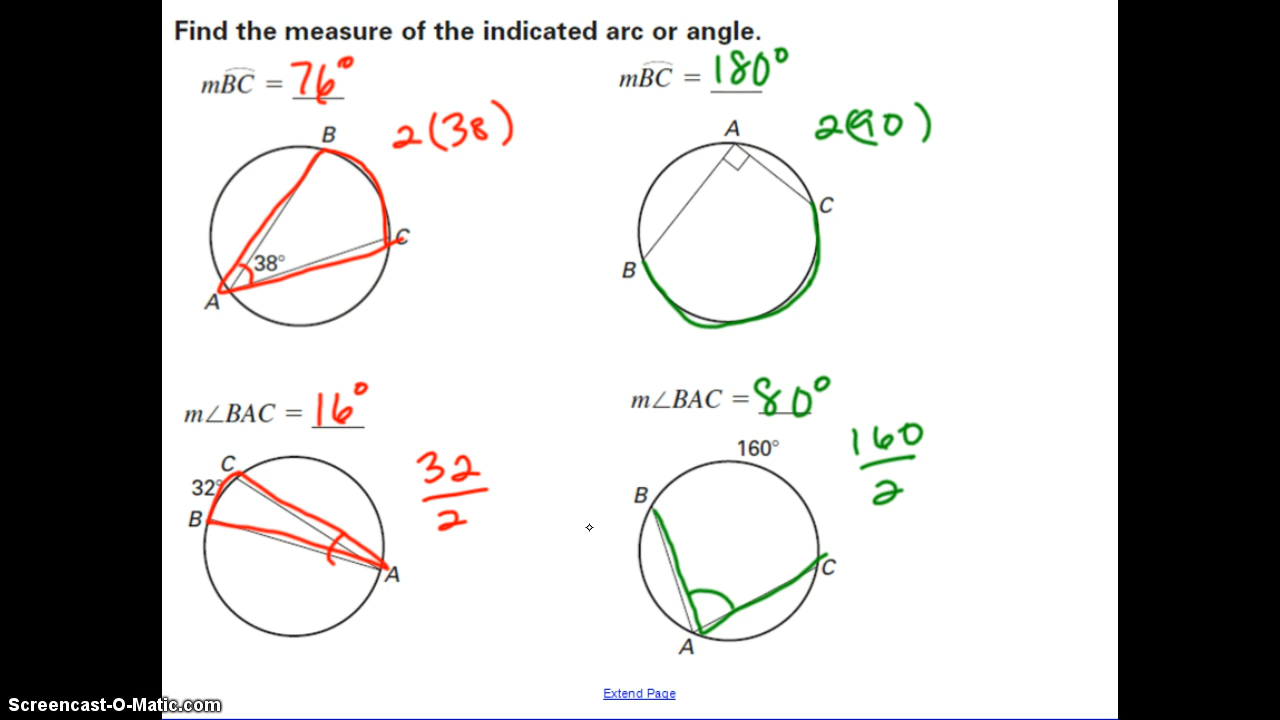 Find the measure of the indicated arc or angle.
mBC = 76°
mBC = 180°
2(38)
2(90)
B
C
38°
A
A
C
B
m∠BAC = 16°
m∠BAC = 80°
32/2
160/2
C
32°
B
A
160°
B
C
A
Extend Page
Screencast-O-Matic.com